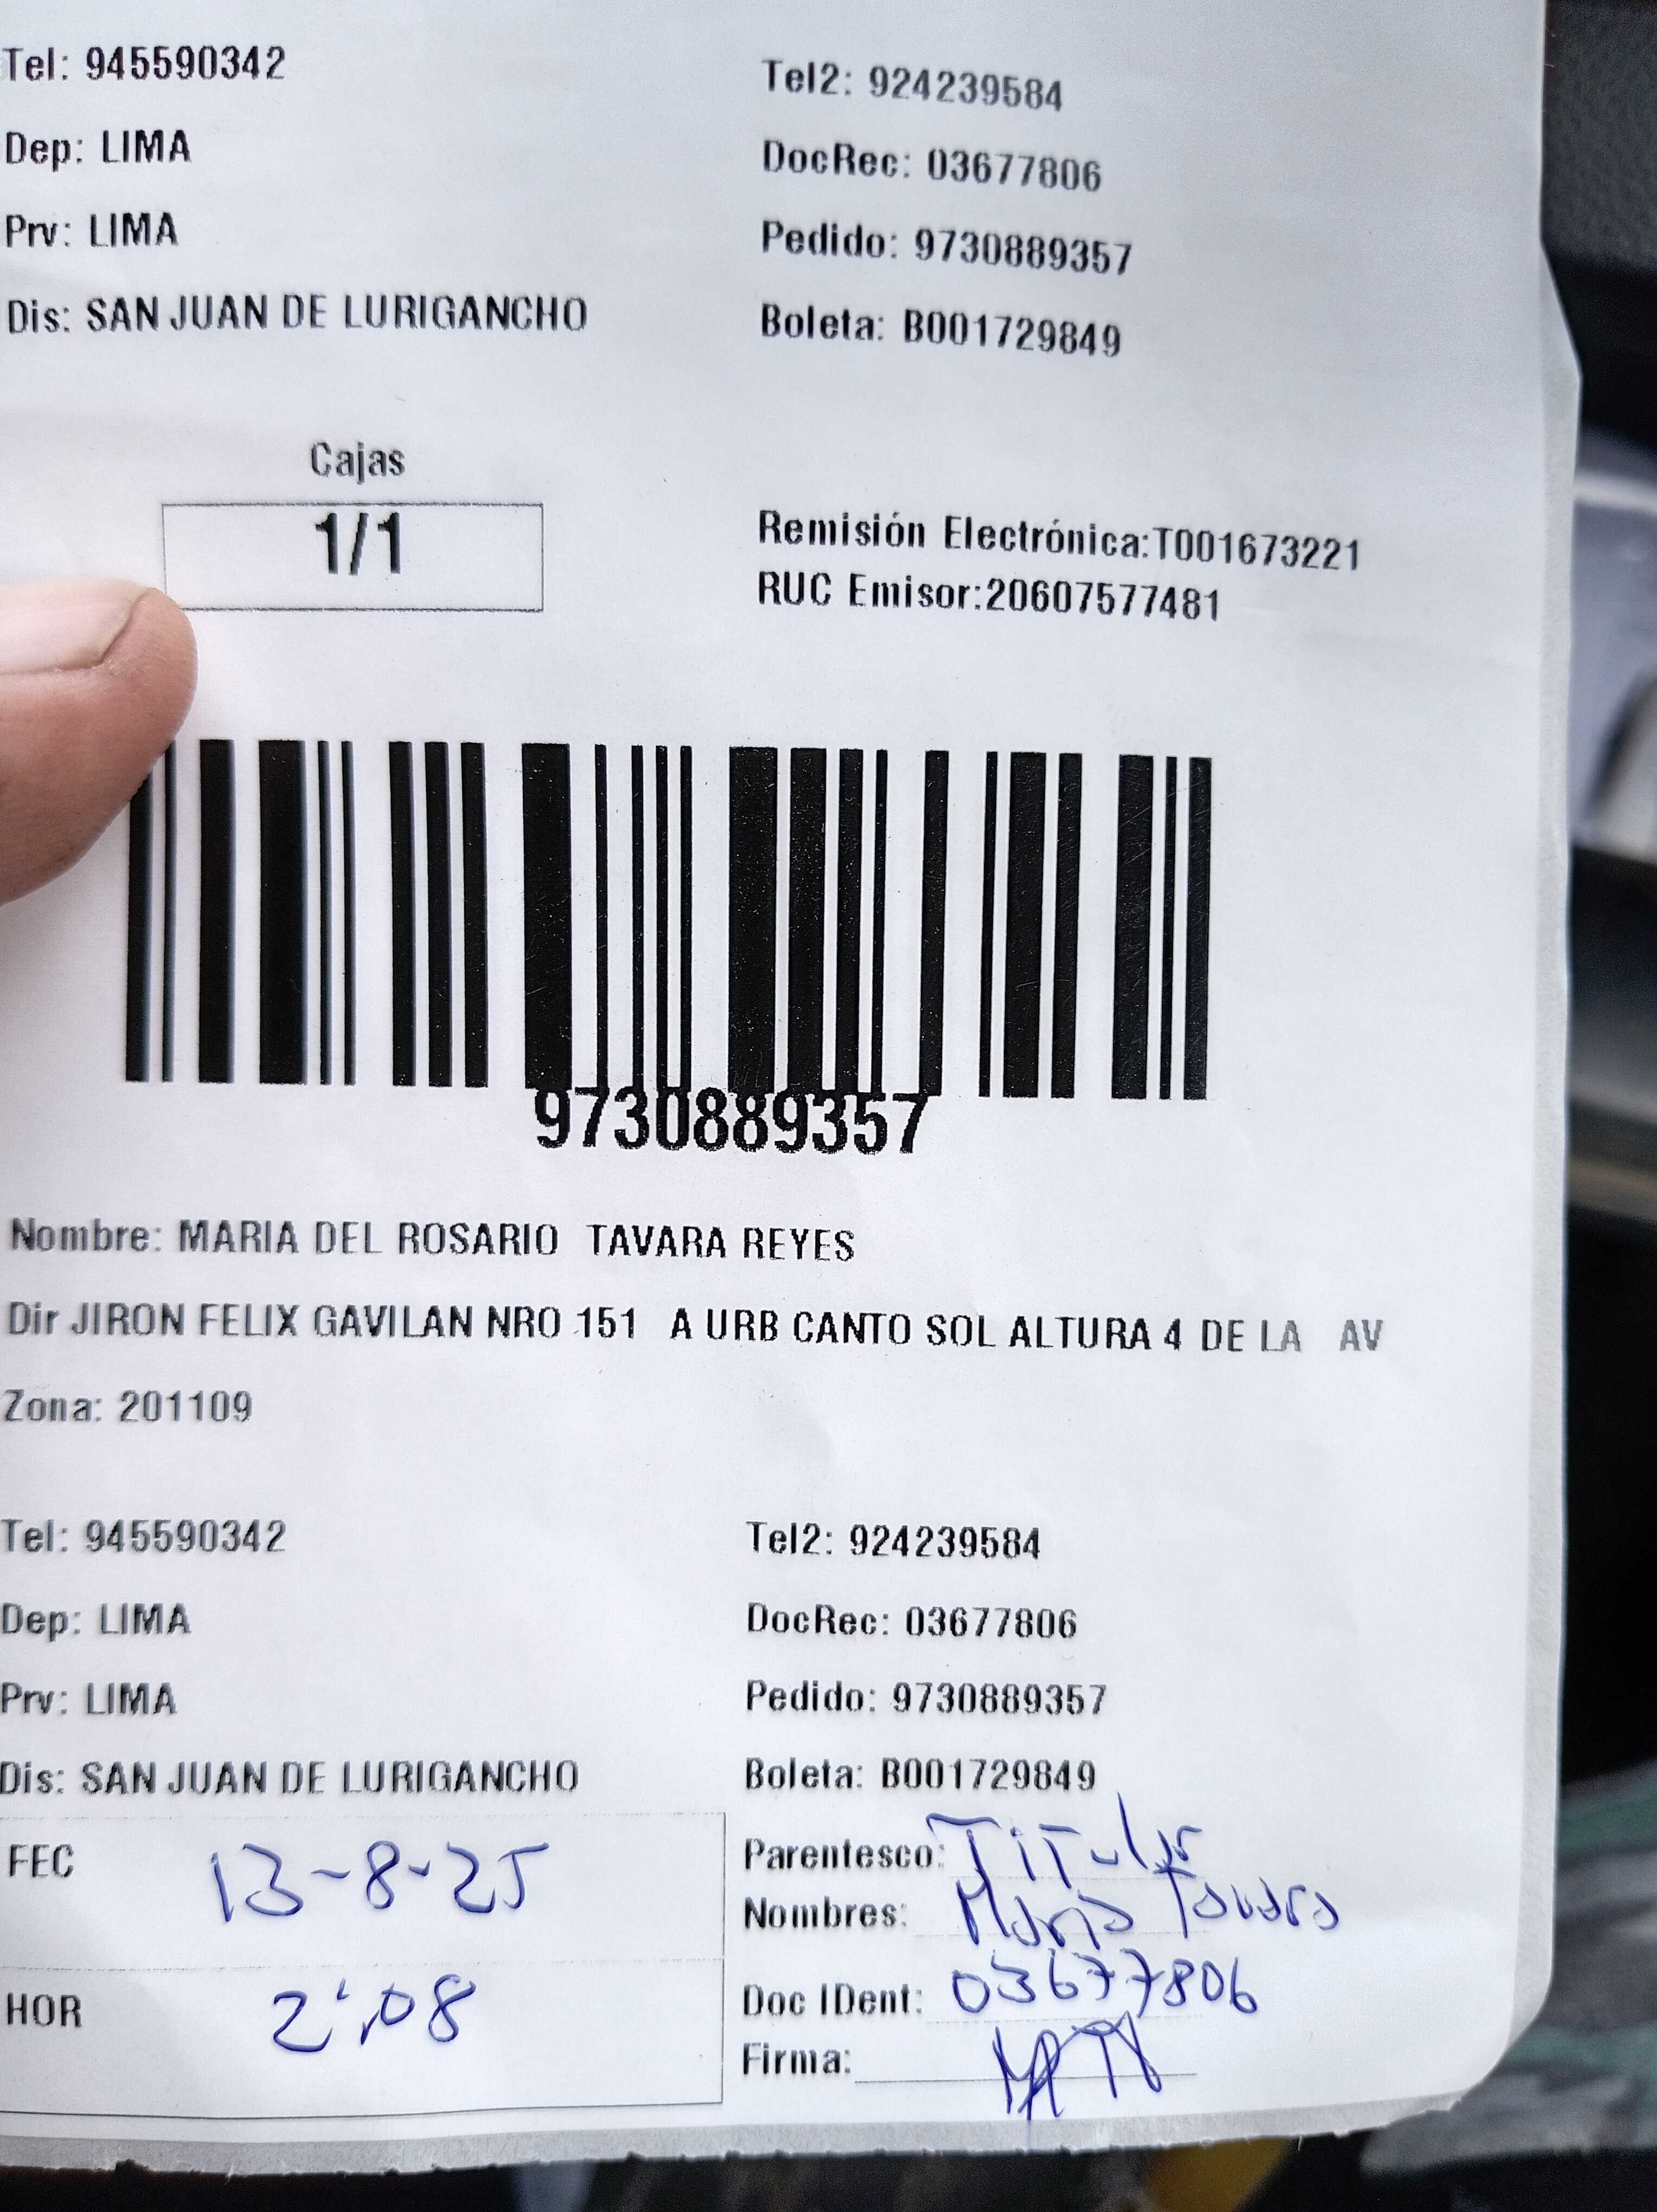 Tel: 945590342 Tel2: 924239584
Dep: LIMA DocRec: 03677806
Prv: LIMA Pedido: 9730889357
Dis: SAN JUAN DE LURIGANCHO Boleta: B001729849
Cajas
1/1
Remisión Electrónica:T001673221
RUC Emisor:20607577481
9730889357
Nombre: MARIA DEL ROSARIO TAVARA REYES
Dir JIRON FELIX GAVILAN NRO 151 A URB CANTO SOL ALTURA 4 DE LA AV
Zona: 201109
Tel: 945590342 Tel2: 924239584
Dep: LIMA DocRec: 03677806
Prv: LIMA Pedido: 9730889357
Dis: SAN JUAN DE LURIGANCHO Boleta: B001729849
FEC 13-8-25
HOR 2:08
Parentesco: Titular
Nombres: Maria Tavara
Doc IDent: 03677806
Firma: